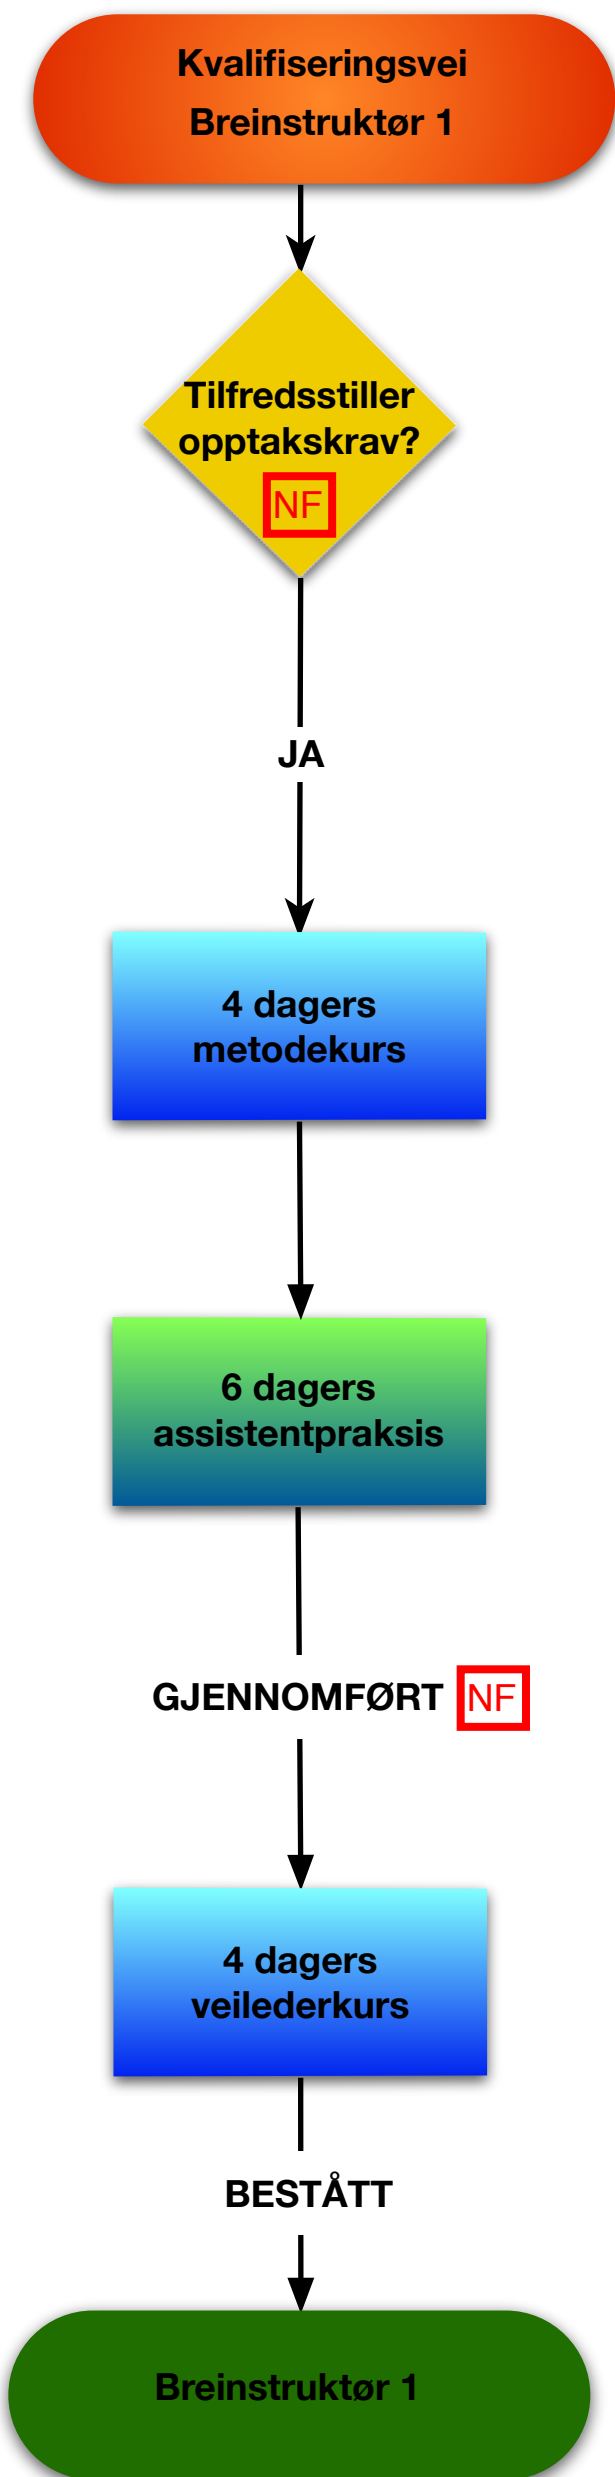 Kvalifiseringsvei
Breinstruktør 1
Tilfredsstiller
opptakskrav?
NF
JA
4 dagers
metodekurs
6 dagers
assistentpraksis
GJENNOMFØRT NF
4 dagers
veilederkurs
BESTÅTT
Breinstruktør 1